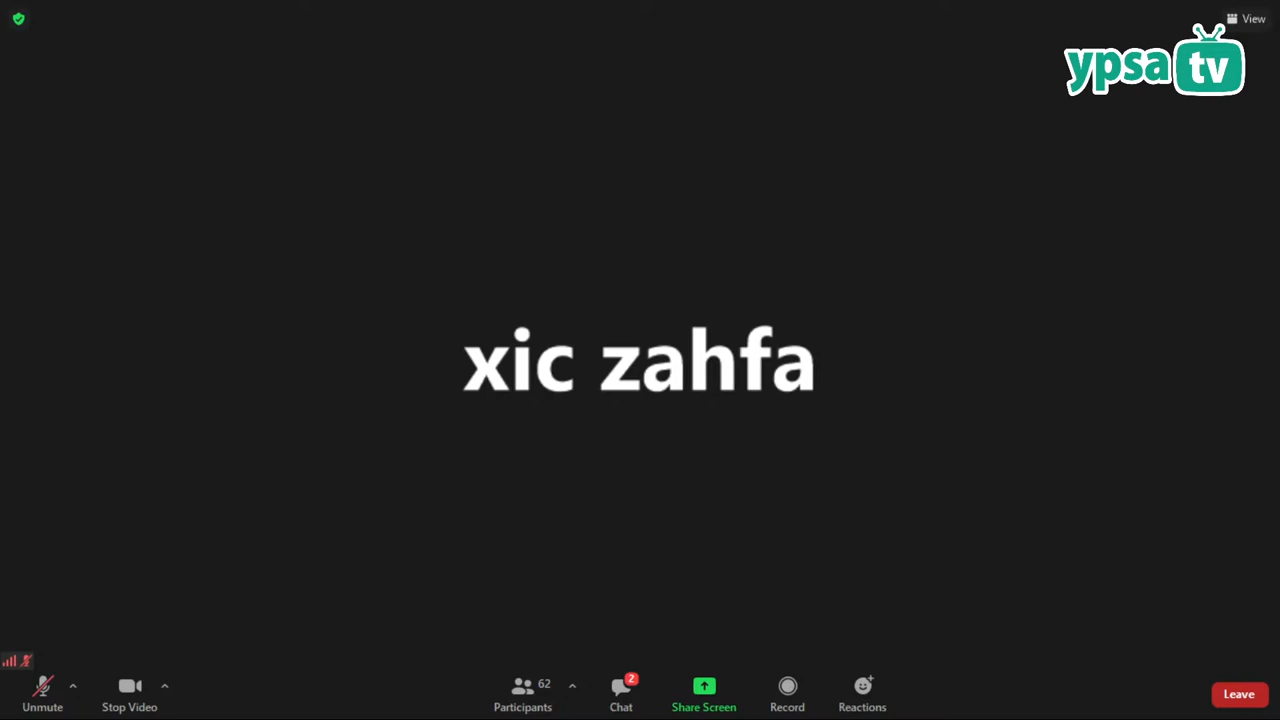 View
ypsa tv
xic zahfa
Unmute
Stop Video
62
Participants
2
Chat
Share Screen
Record
Reactions
Leave